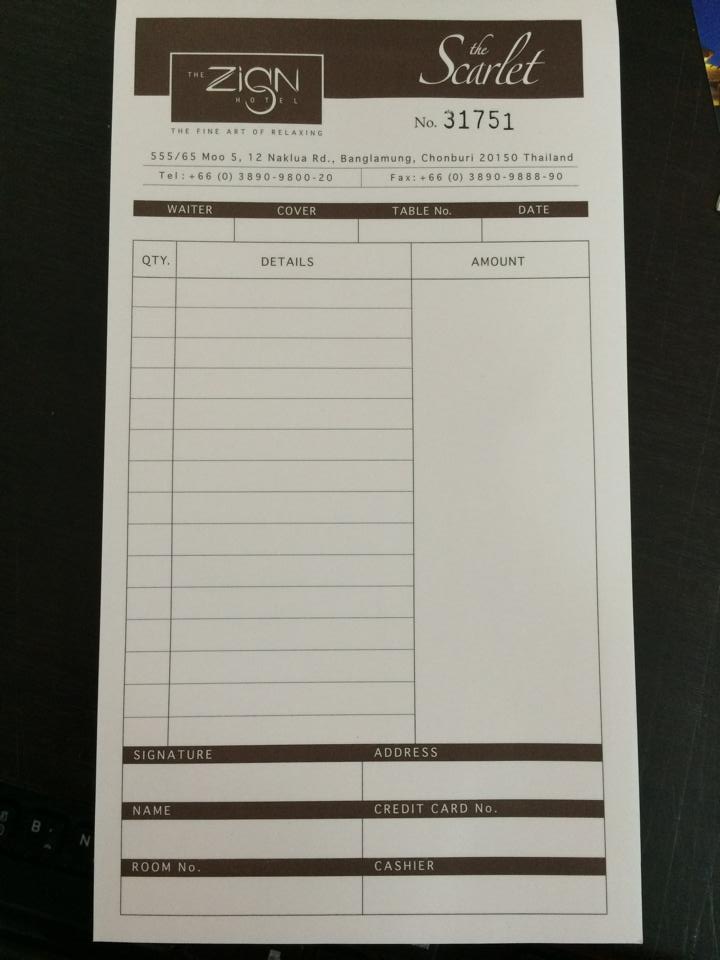 THE ZiGN HOTEL
the Scarlet
THE FINE ART OF RELAXING
No. 31751
555/65 Moo 5, 12 Naklua Rd., Banglamung, Chonburi 20150 Thailand
Tel:+66 (0) 3890-9800-20 Fax:+66 (0) 3890-9888-90
WAITER COVER TABLE No. DATE
QTY. DETAILS AMOUNT
SIGNATURE ADDRESS
NAME CREDIT CARD No.
ROOM No. CASHIER
B N